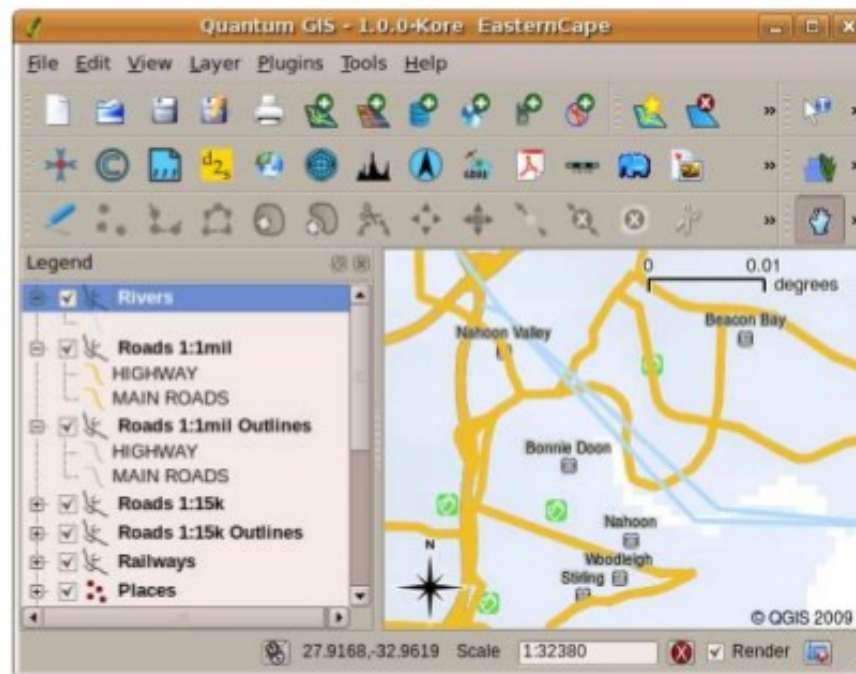 Quantum GIS - 1.0.0-Kore EasternCape
File Edit View Layer Plugins Tools Help
d2s
Legend
Rivers
Roads 1:1mil
HIGHWAY
MAIN ROADS
Roads 1:1mil Outlines
HIGHWAY
MAIN ROADS
Roads 1:15k
Roads 1:15k Outlines
Railways
Places
0 0.01
degrees
Beacon Bay
Nahoon Valley
Bonnie Doon
Nahoon
Woodleigh
Stirling
N
© QGIS 2009
27.9168,-32.9619 Scale 1:32380 Render